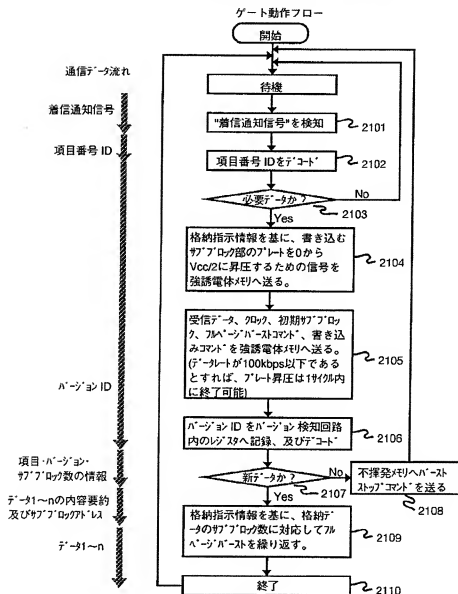 ゲート動作フロー
開始
通信データ流れ
待機
着信通知信号
"着信通知信号"を検知
2101
項目番号 ID
項目番号 IDをデコード
2102
必要データか?
No
2103
Yes
格納指示情報を基に、書き込む
サブブロック部のプレートを0から
Vcc/2に昇圧するための信号を
強誘電体メモリへ送る。
2104
受信データ、クロック、初期サブブロッ
ク、フルページバーストコマンド、書き込
みコマンドを強誘電体メモリへ送る。
(データレートが100kbps以下である
とすれば、プレート昇圧は1サイクル内
に終了可能)
2105
バージョン ID
バージョン IDをバージョン検知回路
内のレジスタへ記録、及びデコード
2106
項目・バージョン・
サブブロック数の情報
新データか?
No
2107
不揮発メモリへバースト
ストップコマンドを送る
2108
Yes
データ1〜nの内容要約
及びサブブロックアドレス
格納指示情報を基に、格納デー
タのサブブロック数に対応してフル
ページバーストを繰り返す。
2109
データ1〜n
終了
2110